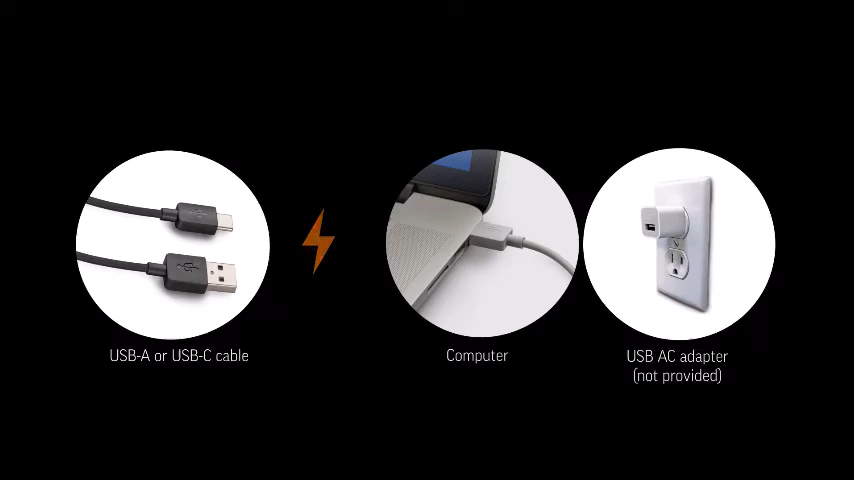 USB-A or USB-C cable
Computer
USB AC adapter
(not provided)